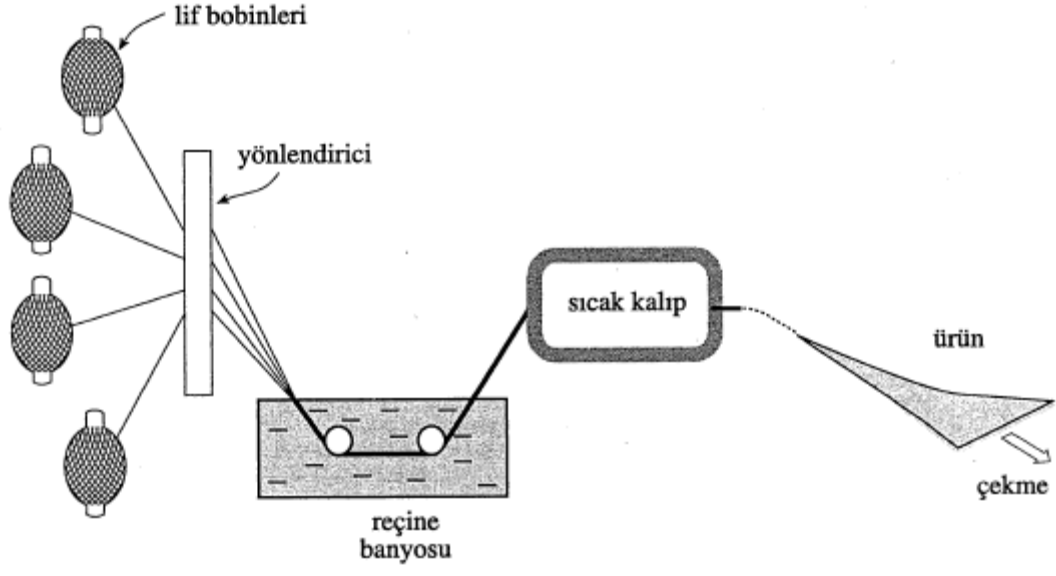 lif bobinleri
yönlendirici
sıcak kalıp
ürün
çekme
reçine
banyosu